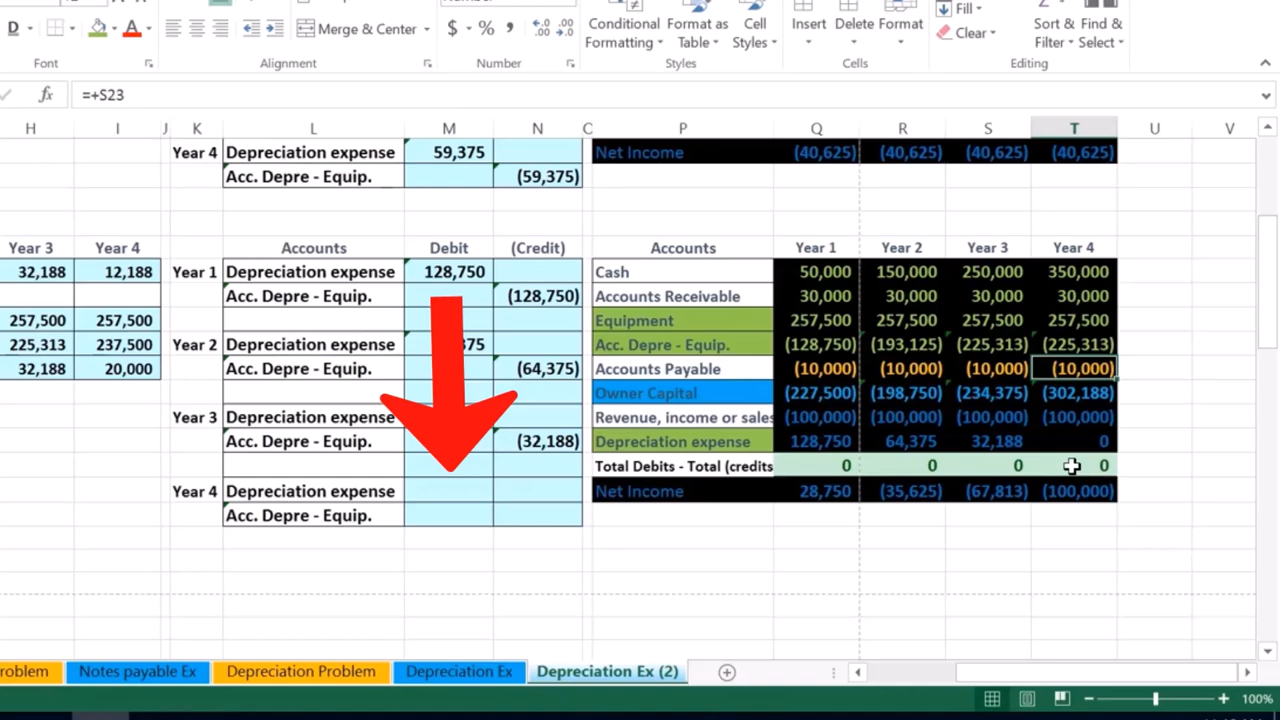 Merge & Center
$ % ,
Conditional Formatting
Format as Table
Cell Styles
Insert
Delete
Format
Fill
Clear
Sort & Filter
Find & Select
Font
Alignment
Number
Styles
Cells
Editing
fx =+S23
H I J K L M N C P Q R S T U V
Year 4 Depreciation expense 59,375 Net Income (40,625) (40,625) (40,625) (40,625)
Acc. Depre - Equip. (59,375)
Year 3 Year 4 Accounts Debit (Credit) Accounts Year 1 Year 2 Year 3 Year 4
32,188 12,188 Year 1 Depreciation expense 128,750 Cash 50,000 150,000 250,000 350,000
Acc. Depre - Equip. (128,750) Accounts Receivable 30,000 30,000 30,000 30,000
257,500 257,500 Equipment 257,500 257,500 257,500 257,500
225,313 237,500 Year 2 Depreciation expense 375 Acc. Depre - Equip. (128,750) (193,125) (225,313) (225,313)
32,188 20,000 Acc. Depre - Equip. (64,375) Accounts Payable (10,000) (10,000) (10,000) (10,000)
Owner Capital (227,500) (198,750) (234,375) (302,188)
Year 3 Depreciation expense Revenue, income or sales (100,000) (100,000) (100,000) (100,000)
Acc. Depre - Equip. (32,188) Depreciation expense 128,750 64,375 32,188 0
Total Debits - Total (credits 0 0 0 0
Year 4 Depreciation expense Net Income 28,750 (35,625) (67,813) (100,000)
Acc. Depre - Equip.
roblem Notes payable Ex Depreciation Problem Depreciation Ex Depreciation Ex (2)
100%